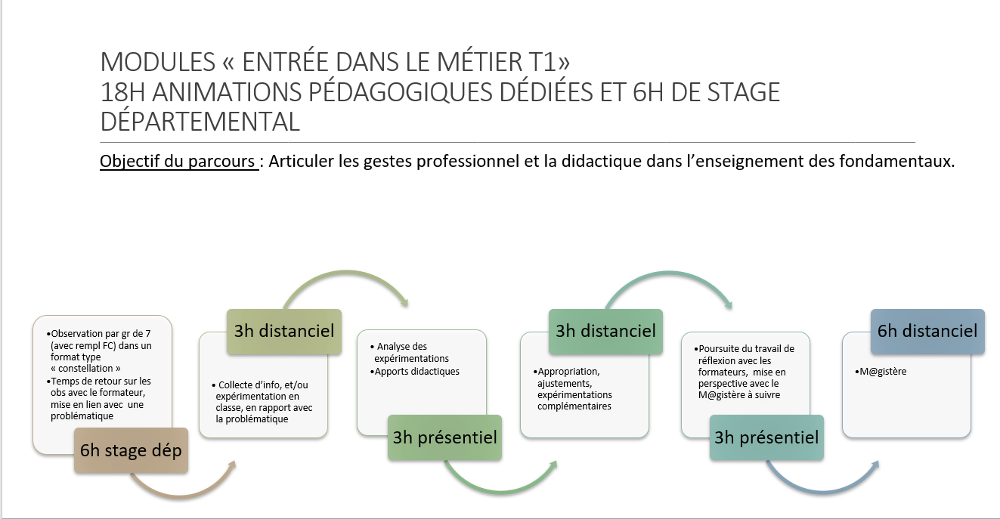 MODULES « ENTRÉE DANS LE MÉTIER T1»
18H ANIMATIONS PÉDAGOGIQUES DÉDIÉES ET 6H DE STAGE
DÉPARTEMENTAL
Objectif du parcours : Articuler les gestes professionnel et la didactique dans l’enseignement des fondamentaux.
•Observation par gr de 7
(avec rempl FC) dans un
format type
« constellation »
•Temps de retour sur les
obs avec le formateur,
mise en lien avec une
problématique
6h stage dép
3h distanciel
• Collecte d’info, et/ou
expérimentation en
classe, en rapport avec
la problématique
• Analyse des
expérimentations
•Apports didactiques
3h présentiel
3h distanciel
•Appropriation,
ajustements,
expérimentations
complémentaires
•Poursuite du travail de
réflexion avec les
formateurs, mise en
perspective avec le
M@gistère à suivre
3h présentiel
6h distanciel
•M@gistère